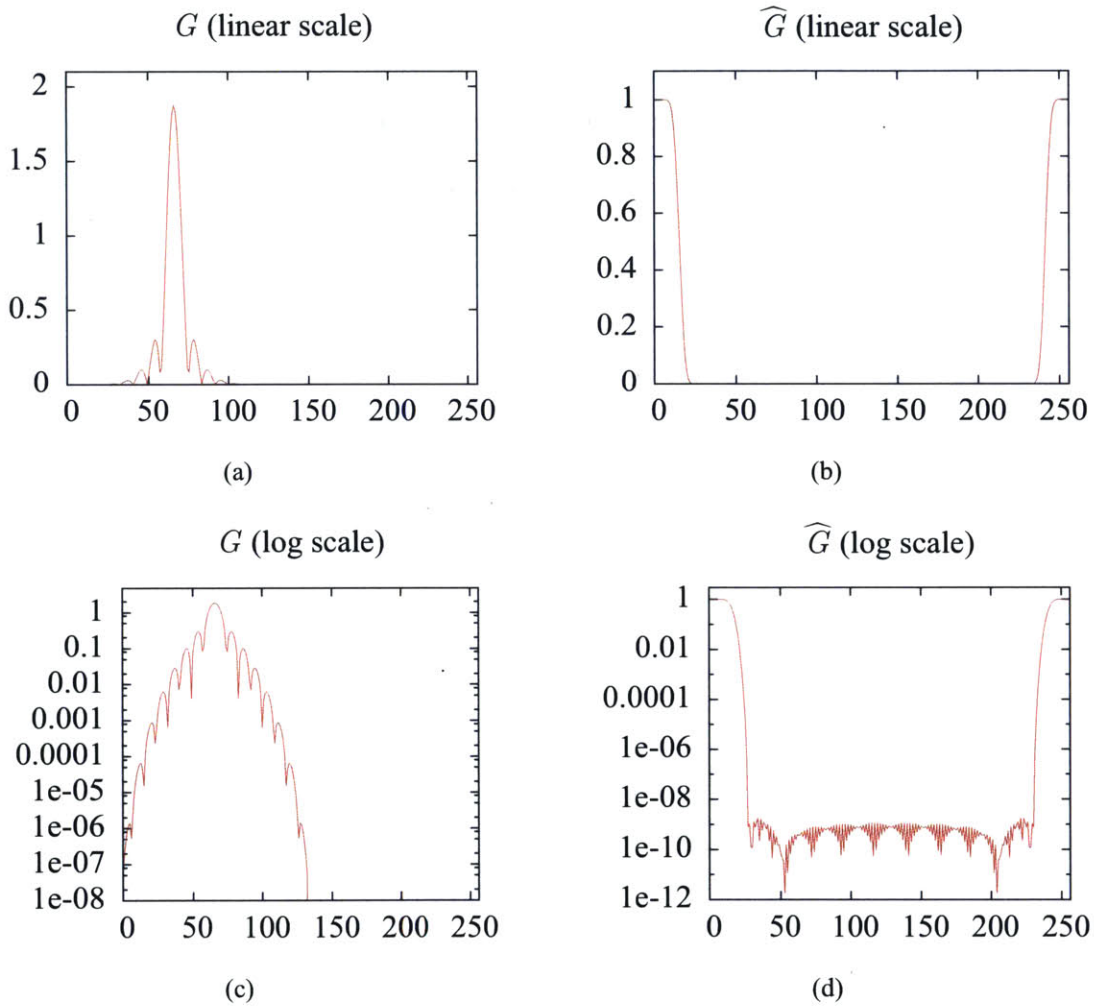 G (linear scale)
2
1.5
1
0.5
0
0 50 100 150 200 250
(a)
Ĝ (linear scale)
1
0.8
0.6
0.4
0.2
0
0 50 100 150 200 250
(b)
G (log scale)
1
0.1
0.01
0.001
0.0001
1e-05
1e-06
1e-07
1e-08
0 50 100 150 200 250
(c)
Ĝ (log scale)
1
0.01
0.0001
1e-06
1e-08
1e-10
1e-12
0 50 100 150 200 250
(d)